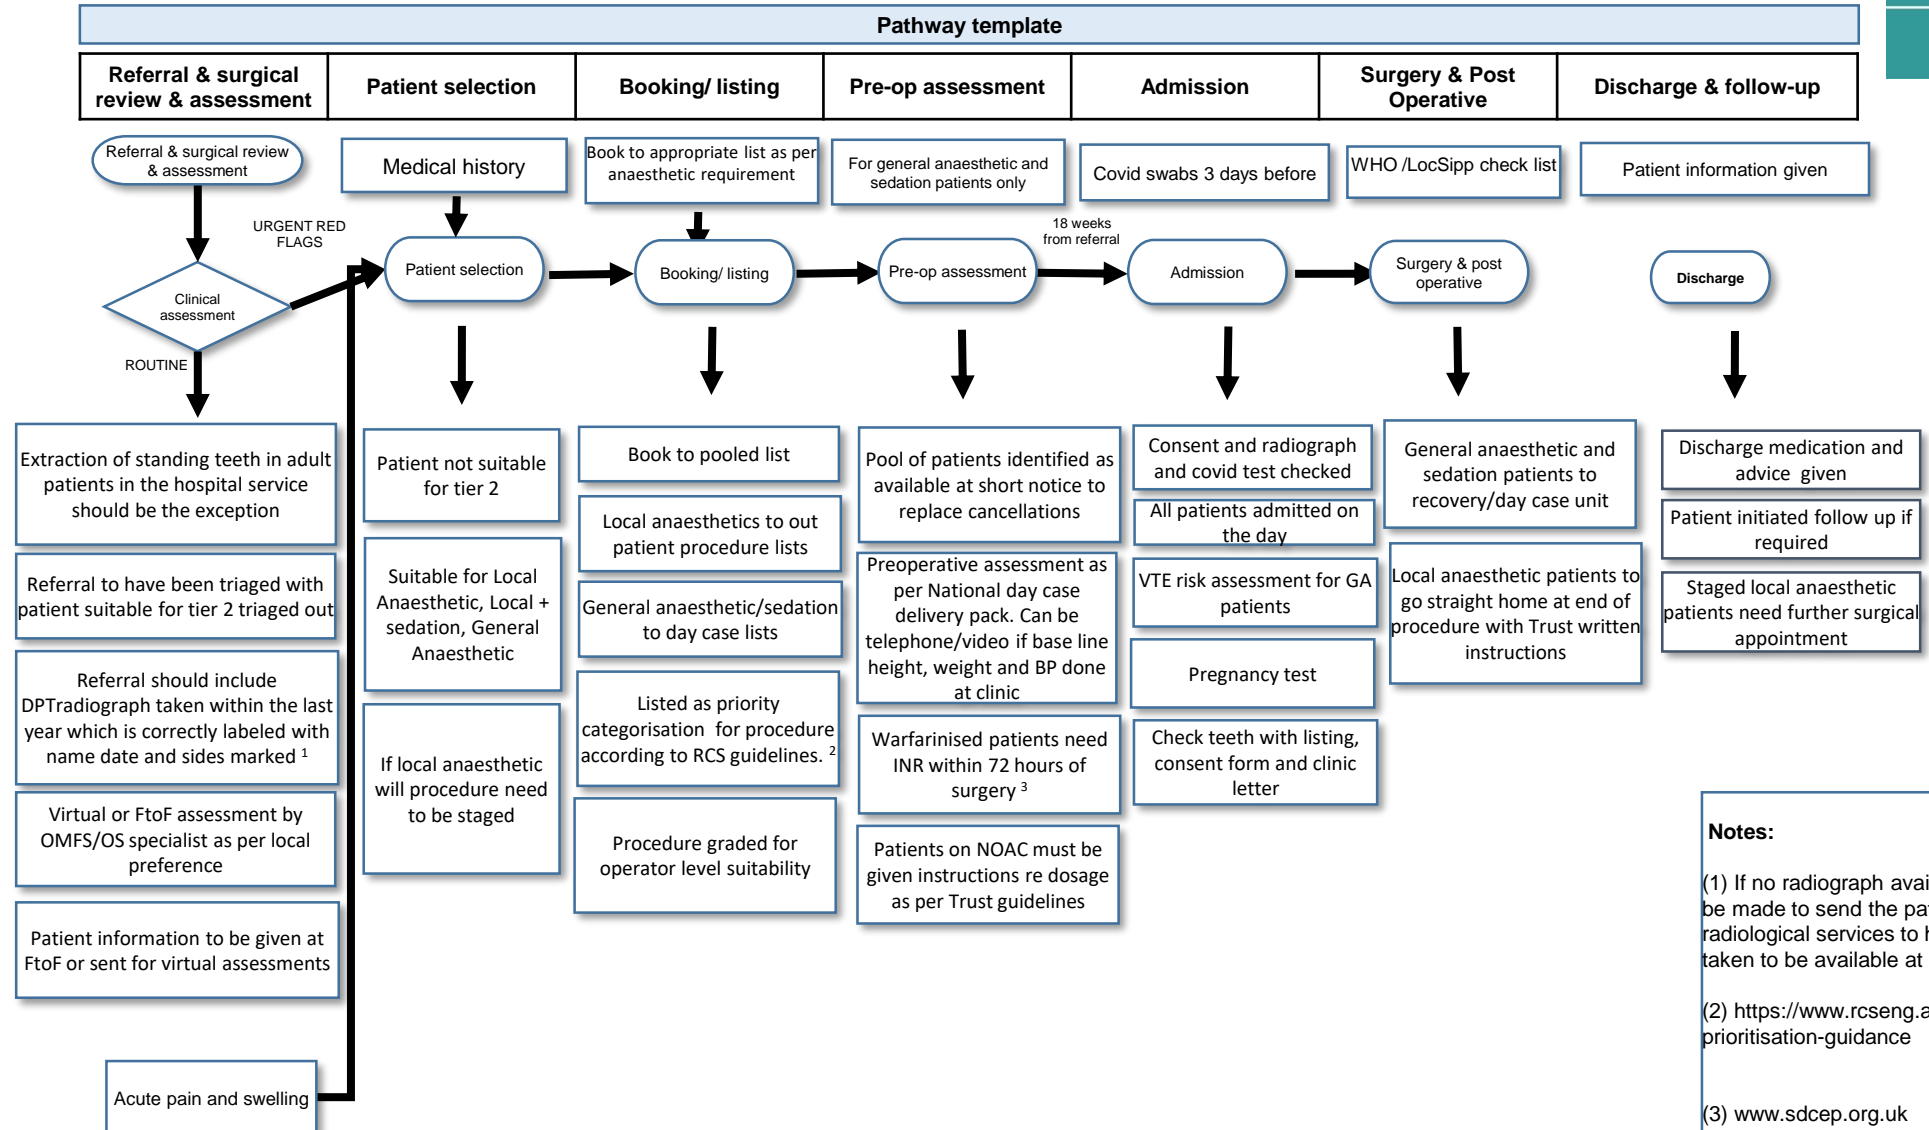 Pathway template
Referral & surgical
review & assessment
Patient selection
Booking/ listing
Pre-op assessment
Admission
Surgery & Post
Operative
Discharge & follow-up
Referral & surgical review
& assessment
Medical history
Book to appropriate list as per
anaesthetic requirement
For general anaesthetic and
sedation patients only
Covid swabs 3 days before
WHO /LocSipp check list
Patient information given
URGENT RED
FLAGS
18 weeks
from referral
Clinical
assessment
Patient selection
Booking/ listing
Pre-op assessment
Admission
Surgery & post
operative
Discharge
ROUTINE
Extraction of standing teeth in adult
patients in the hospital service
should be the exception
Referral to have been triaged with
patient suitable for tier 2 triaged out
Referral should include
DPTradiograph taken within the last
year which is correctly labeled with
name date and sides marked 1
Virtual or FtoF assessment by
OMFS/OS specialist as per local
preference
Patient information to be given at
FtoF or sent for virtual assessments
Acute pain and swelling
Patient not suitable
for tier 2
Suitable for Local
Anaesthetic, Local +
sedation, General
Anaesthetic
If local anaesthetic
will procedure need
to be staged
Book to pooled list
Local anaesthetics to out
patient procedure lists
General anaesthetic/sedation
to day case lists
Listed as priority
categorisation for procedure
according to RCS guidelines. 2
Procedure graded for
operator level suitability
Pool of patients identified as
available at short notice to
replace cancellations
Preoperative assessment as
per National day case
delivery pack. Can be
telephone/video if base line
height, weight and BP done
at clinic
Warfarinised patients need
INR within 72 hours of
surgery 3
Patients on NOAC must be
given instructions re dosage
as per Trust guidelines
Consent and radiograph
and covid test checked
All patients admitted on
the day
VTE risk assessment for GA
patients
Pregnancy test
Check teeth with listing,
consent form and clinic
letter
General anaesthetic and
sedation patients to
recovery/day case unit
Local anaesthetic patients to
go straight home at end of
procedure with Trust written
instructions
Discharge medication and
advice given
Patient initiated follow up if
required
Staged local anaesthetic
patients need further surgical
appointment
Notes:
(1) If no radiograph
be made to send the
radiological services to
taken to be available at
(2) https://www.rcseng.a
prioritisation-guidance
(3) www.sdcep.org.uk